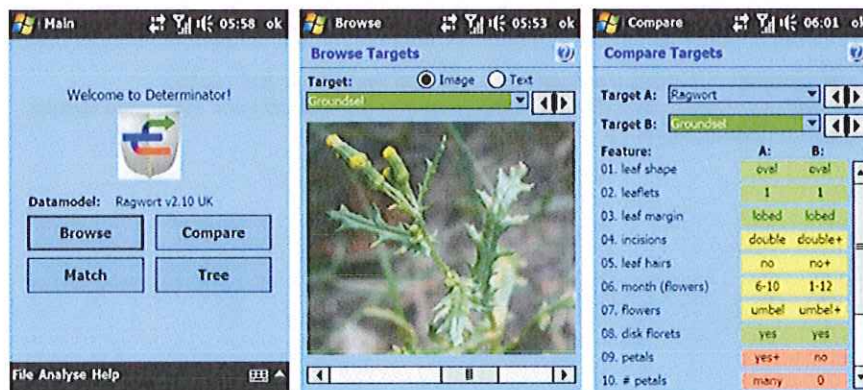 Main 05:58 ok
Welcome to Determinator!
Datamodel: Ragwort v2.10 UK
Browse Compare
Match Tree
File Analyse Help
Browse 05:53 ok
Browse Targets ?
Target: Image Text
Groundsel
Compare 06:01 ok
Compare Targets ?
Target A: Ragwort
Target B: Groundsel
Feature: A: B:
01. leaf shape oval oval
02. leaflets 1 1
03. leaf margin lobed lobed
04. incisions double double+
05. leaf hairs no no+
06. month (flowers) 6-10 1-12
07. flowers umbel umbel+
08. disk florets yes yes
09. petals yes+ no
10. # petals many 0